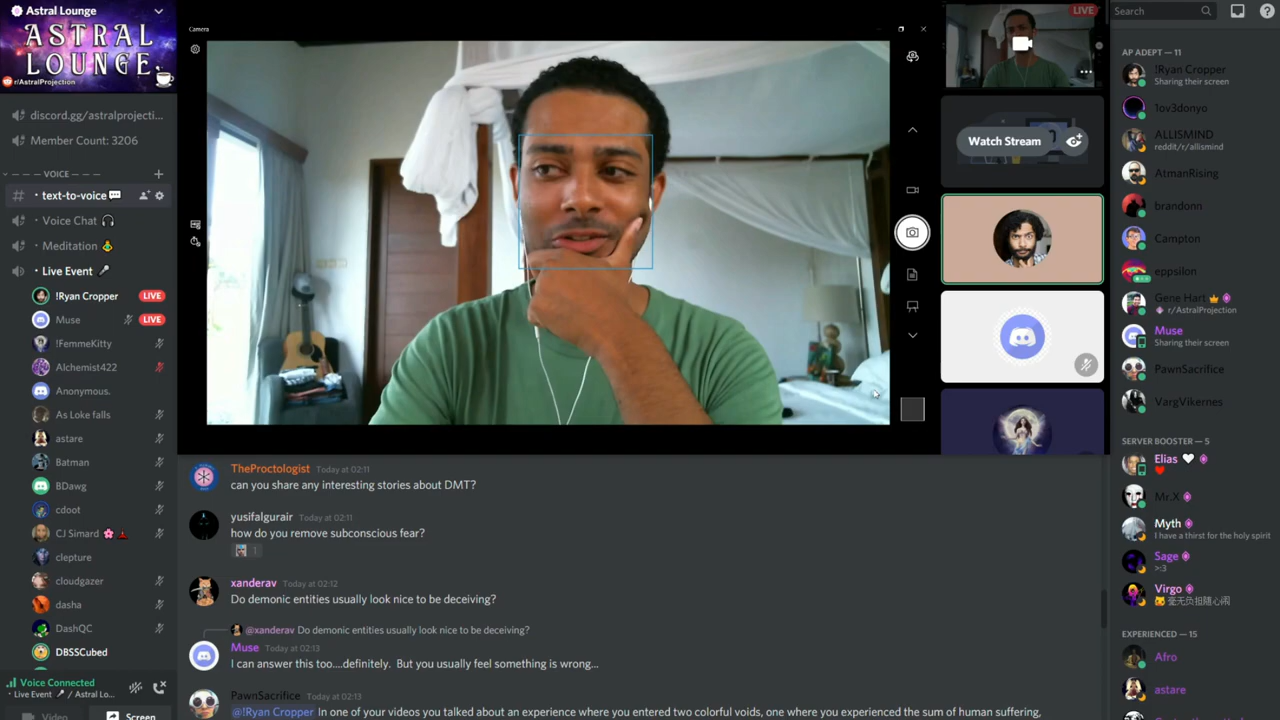 Astral Lounge
ASTRAL
LOUNGE
r/AstralProjection
discord.gg/astralprojecti...
Member Count: 3206
VOICE
text-to-voice
Voice Chat
Meditation
Live Event
!Ryan Cropper LIVE
Muse LIVE
!FemmeKitty
Alchemist422
Anonymous.
As Loke falls
astare
Batman
BDawg
cdoot
CJ Simard
clepture
cloudgazer
dasha
DashQC
DBSSCubed
Voice Connected
Live Event / Astral Lo...
Video Screen
Camera
LIVE
Watch Stream
TheProctologist Today at 02:11
can you share any interesting stories about DMT?
yusifalgurair Today at 02:11
how do you remove subconscious fear?
1
xanderav Today at 02:12
Do demonic entities usually look nice to be deceiving?
@xanderav Do demonic entities usually look nice to be deceiving?
Muse Today at 02:13
I can answer this too....definitely. But you usually feel something is wrong...
PawnSacrifice Today at 02:13
@!Ryan Cropper In one of your videos you talked about an experience where you entered two colorful voids, one where you experienced the sum of human suffering,
Search
AP ADEPT — 11
!Ryan Cropper
Sharing their screen
1ov3donyo
ALLISMIND
reddit/r/allismind
AtmanRising
brandonn
Campton
eppsilon
Gene Hart
r/AstralProjection
Muse
Sharing their screen
PawnSacrifice
VargVikernes
SERVER BOOSTER — 5
Elias
Mr.X
Myth
I have a thirst for the holy spirit
Sage
>:3
Virgo
毫无负担随心闹
EXPERIENCED — 15
Afro
astare